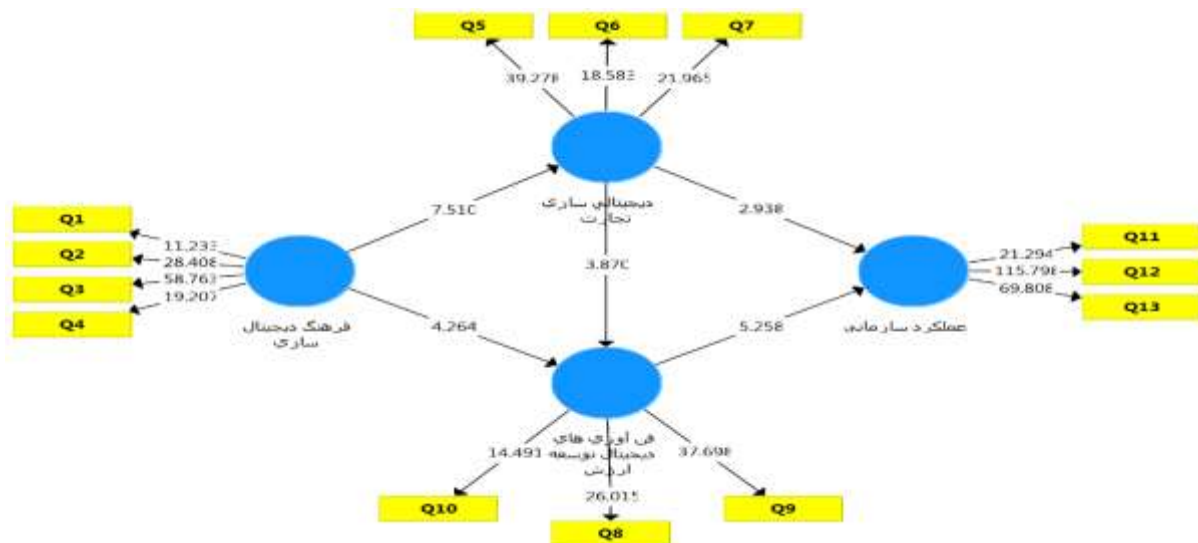 Q5
Q6
Q7
39.278
18.583
21.965
دیجیتالی سازی
تجارت
7.510
2.938
Q1
Q2
Q3
Q4
11.233
28.408
58.763
19.207
3.870
21.294
115.798
69.808
Q11
Q12
Q13
فرهنگ دیجیتال
سازی
عملکرد سازمانی
4.264
5.258
فن آوری های
دیجیتال توسعه
ارزش
14.491
37.698
26.015
Q10
Q8
Q9